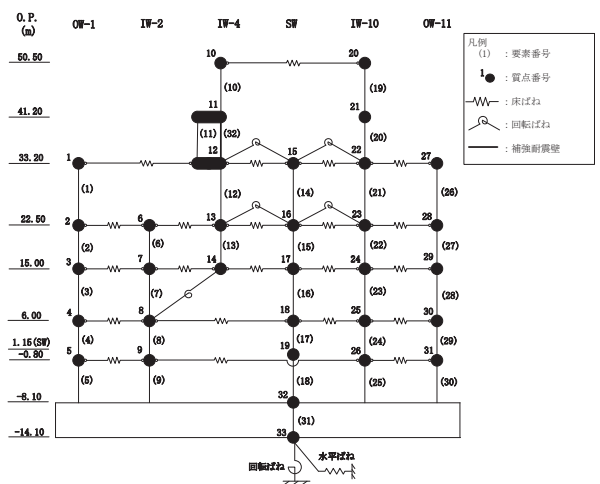 O.P.
(m)
OW-1 IW-2 IW-4 SW IW-10 OW-11
凡例
(1) : 要素番号
1 : 質点番号
: 床ばね
: 回転ばね
: 補強耐震壁
50.50
10 20
(10) (19)
41.20
11 21
(11) (32) (20)
33.20
1 12 15 22 27
(1) (12) (14) (21) (26)
22.50
2 6 13 16 23 28
(2) (6) (13) (15) (22) (27)
15.00
3 7 14 17 24 29
(3) (7) (16) (23) (28)
6.00
4 8 18 25 30
(4) (8) (17) (24) (29)
1.15(SW)
19
-0.80
5 9 26 31
(5) (9) (18) (25) (30)
-8.10
32
(31)
-14.10
33
水平ばね
回転ばね